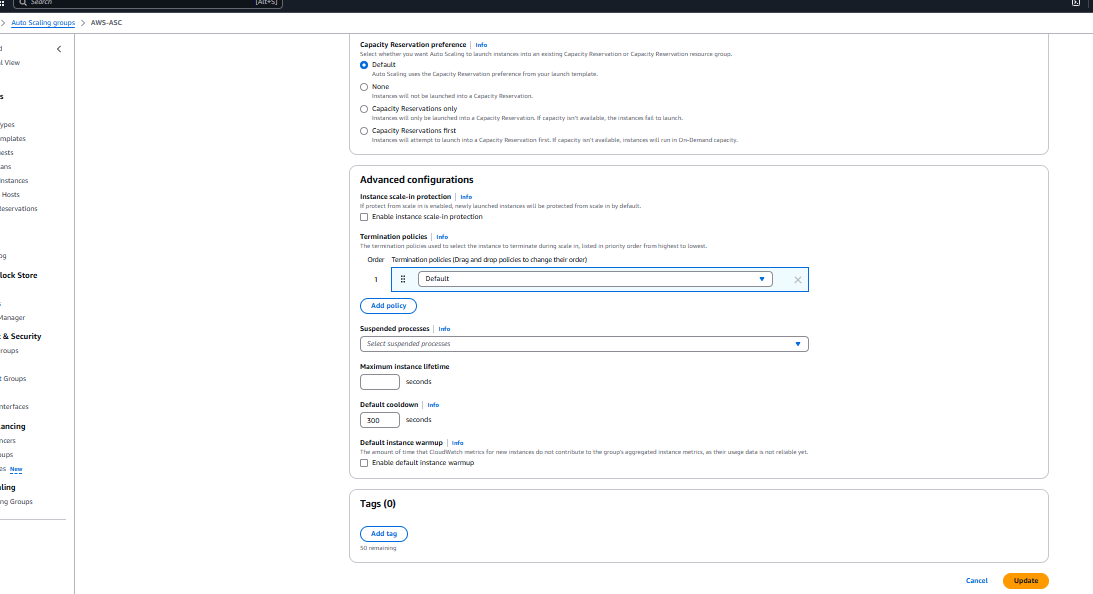 Search [Alt+S]
Auto Scaling groups > AWS-ASC
l View
s
ypes
mplates
ests
ans
Instances
Hosts
Reservations
og
lock Store
s
Manager
& Security
roups
t Groups
nterfaces
ancing
ncers
oups
es New
ling
ng Groups
Capacity Reservation preference | Info
Select whether you want Auto Scaling to launch instances into an existing Capacity Reservation or Capacity Reservation resource group.
Default
Auto Scaling uses the Capacity Reservation preference from your launch template.
None
Instances will not be launched into a Capacity Reservation.
Capacity Reservations only
Instances will only be launched into a Capacity Reservation. If capacity isn't available, the instances fail to launch.
Capacity Reservations first
Instances will attempt to launch into a Capacity Reservation first. If capacity isn't available, instances will run in On-Demand capacity.
Advanced configurations
Instance scale-in protection | Info
If protect from scale in is enabled, newly launched instances will be protected from scale in by default.
Enable instance scale-in protection
Termination policies | Info
The termination policies used to select the instance to terminate during scale in, listed in priority order from highest to lowest.
Order Termination policies (Drag and drop policies to change their order)
1 Default
Add policy
Suspended processes | Info
Select suspended processes
Maximum instance lifetime
seconds
Default cooldown | Info
300 seconds
Default instance warmup | Info
The amount of time that CloudWatch metrics for new instances do not contribute to the group's aggregated instance metrics, as their usage data is not reliable yet.
Enable default instance warmup
Tags (0)
Add tag
50 remaining
Cancel Update